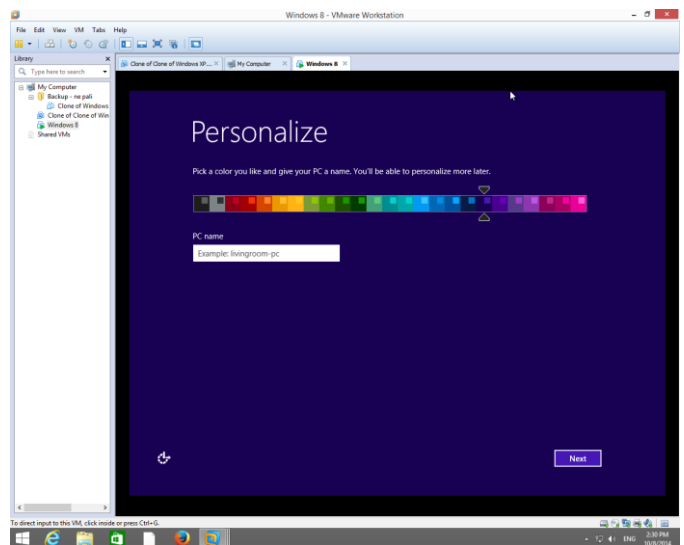 Windows 8 - VMware Workstation
File Edit View VM Tabs Help
Library
Type here to search
Clone of Clone of Windows XP... My Computer Windows 8
My Computer
Backup - ne pali
Clone of Windows
Clone of Clone of Win
Windows 8
Shared VMs
Personalize
Pick a color you like and give your PC a name. You'll be able to personalize more later.
PC name
Example: livingroom-pc
Next
To direct input to this VM, click inside or press Ctrl+G.
ENG
2:30 PM
10/8/2014